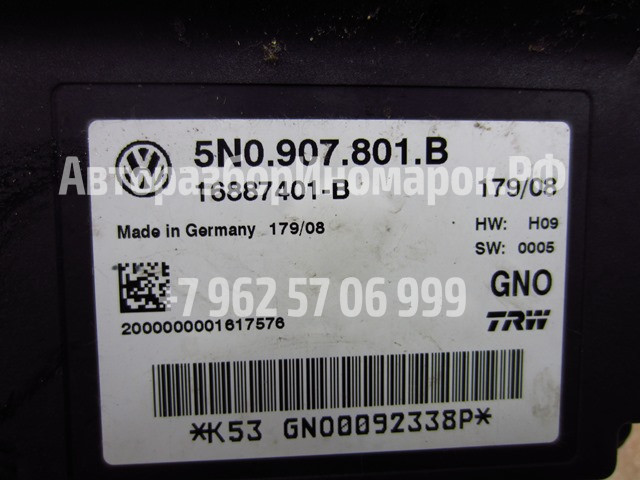 5N0.907.801.B
АвторазборИномарок.РФ
16887401-B 179/08
Made in Germany 179/08
HW: H09
SW: 0005
GNO
+7 962 57 06 999
2000000001617576
TRW
*K53 GNO0092338P*